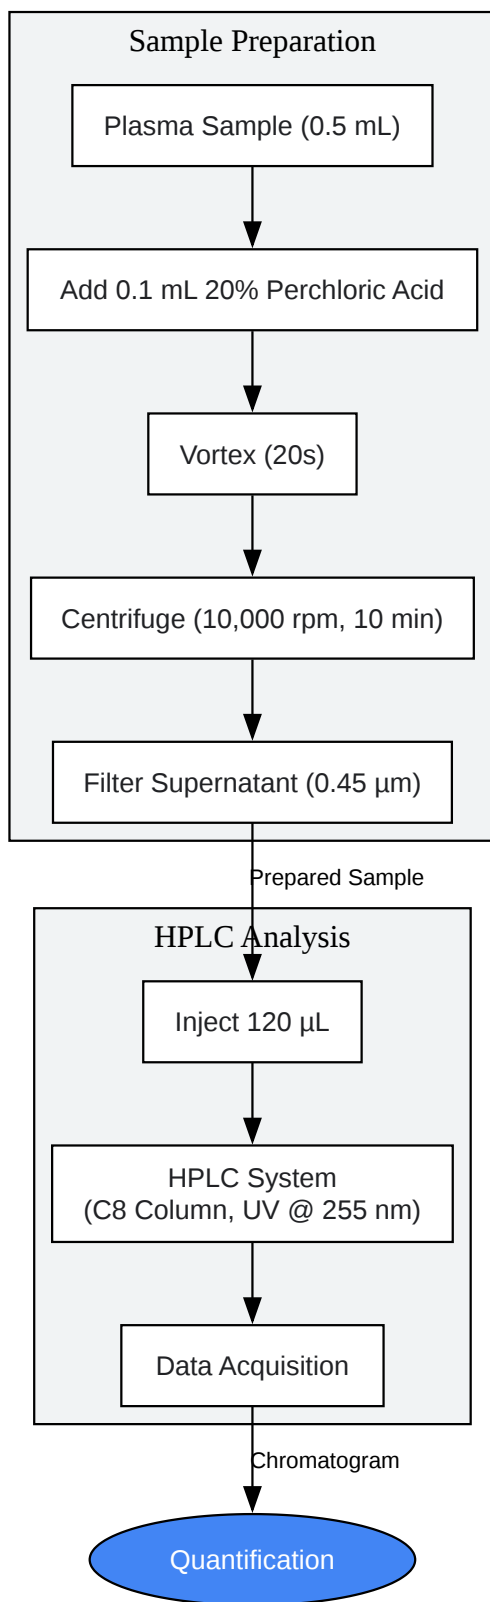 Sample Preparation
Plasma Sample (0.5 mL)
Add 0.1 mL 20% Perchloric Acid
Vortex (20s)
Centrifuge (10,000 rpm, 10 min)
Filter Supernatant (0.45 µm)
Prepared Sample
HPLC Analysis
Inject 120 µL
HPLC System
(C8 Column, UV @ 255 nm)
Data Acquisition
Chromatogram
Quantification